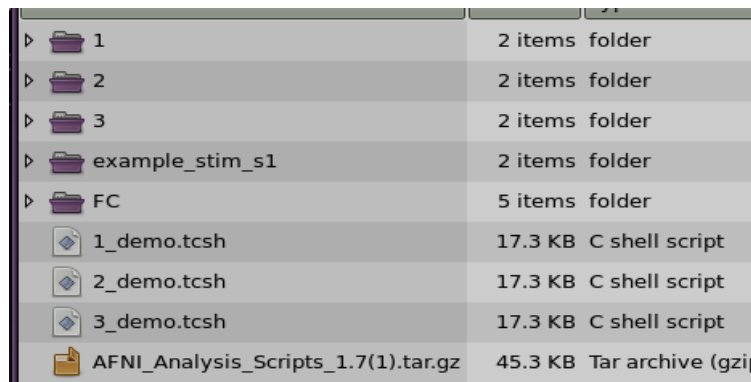 1 2 items folder
2 2 items folder
3 2 items folder
example_stim_s1 2 items folder
FC 5 items folder
1_demo.tcsh 17.3 KB C shell script
2_demo.tcsh 17.3 KB C shell script
3_demo.tcsh 17.3 KB C shell script
AFNI_Analysis_Scripts_1.7(1).tar.gz 45.3 KB Tar archive (gzi